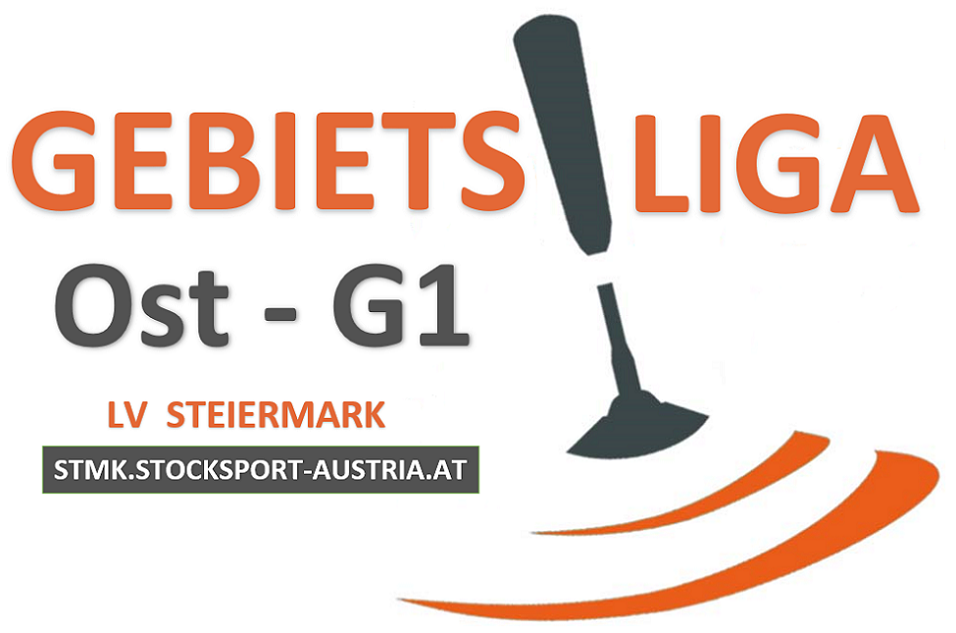 GEBIETS LIGA
Ost - G1
LV STEIERMARK
STMK.STOCKSPORT-AUSTRIA.AT